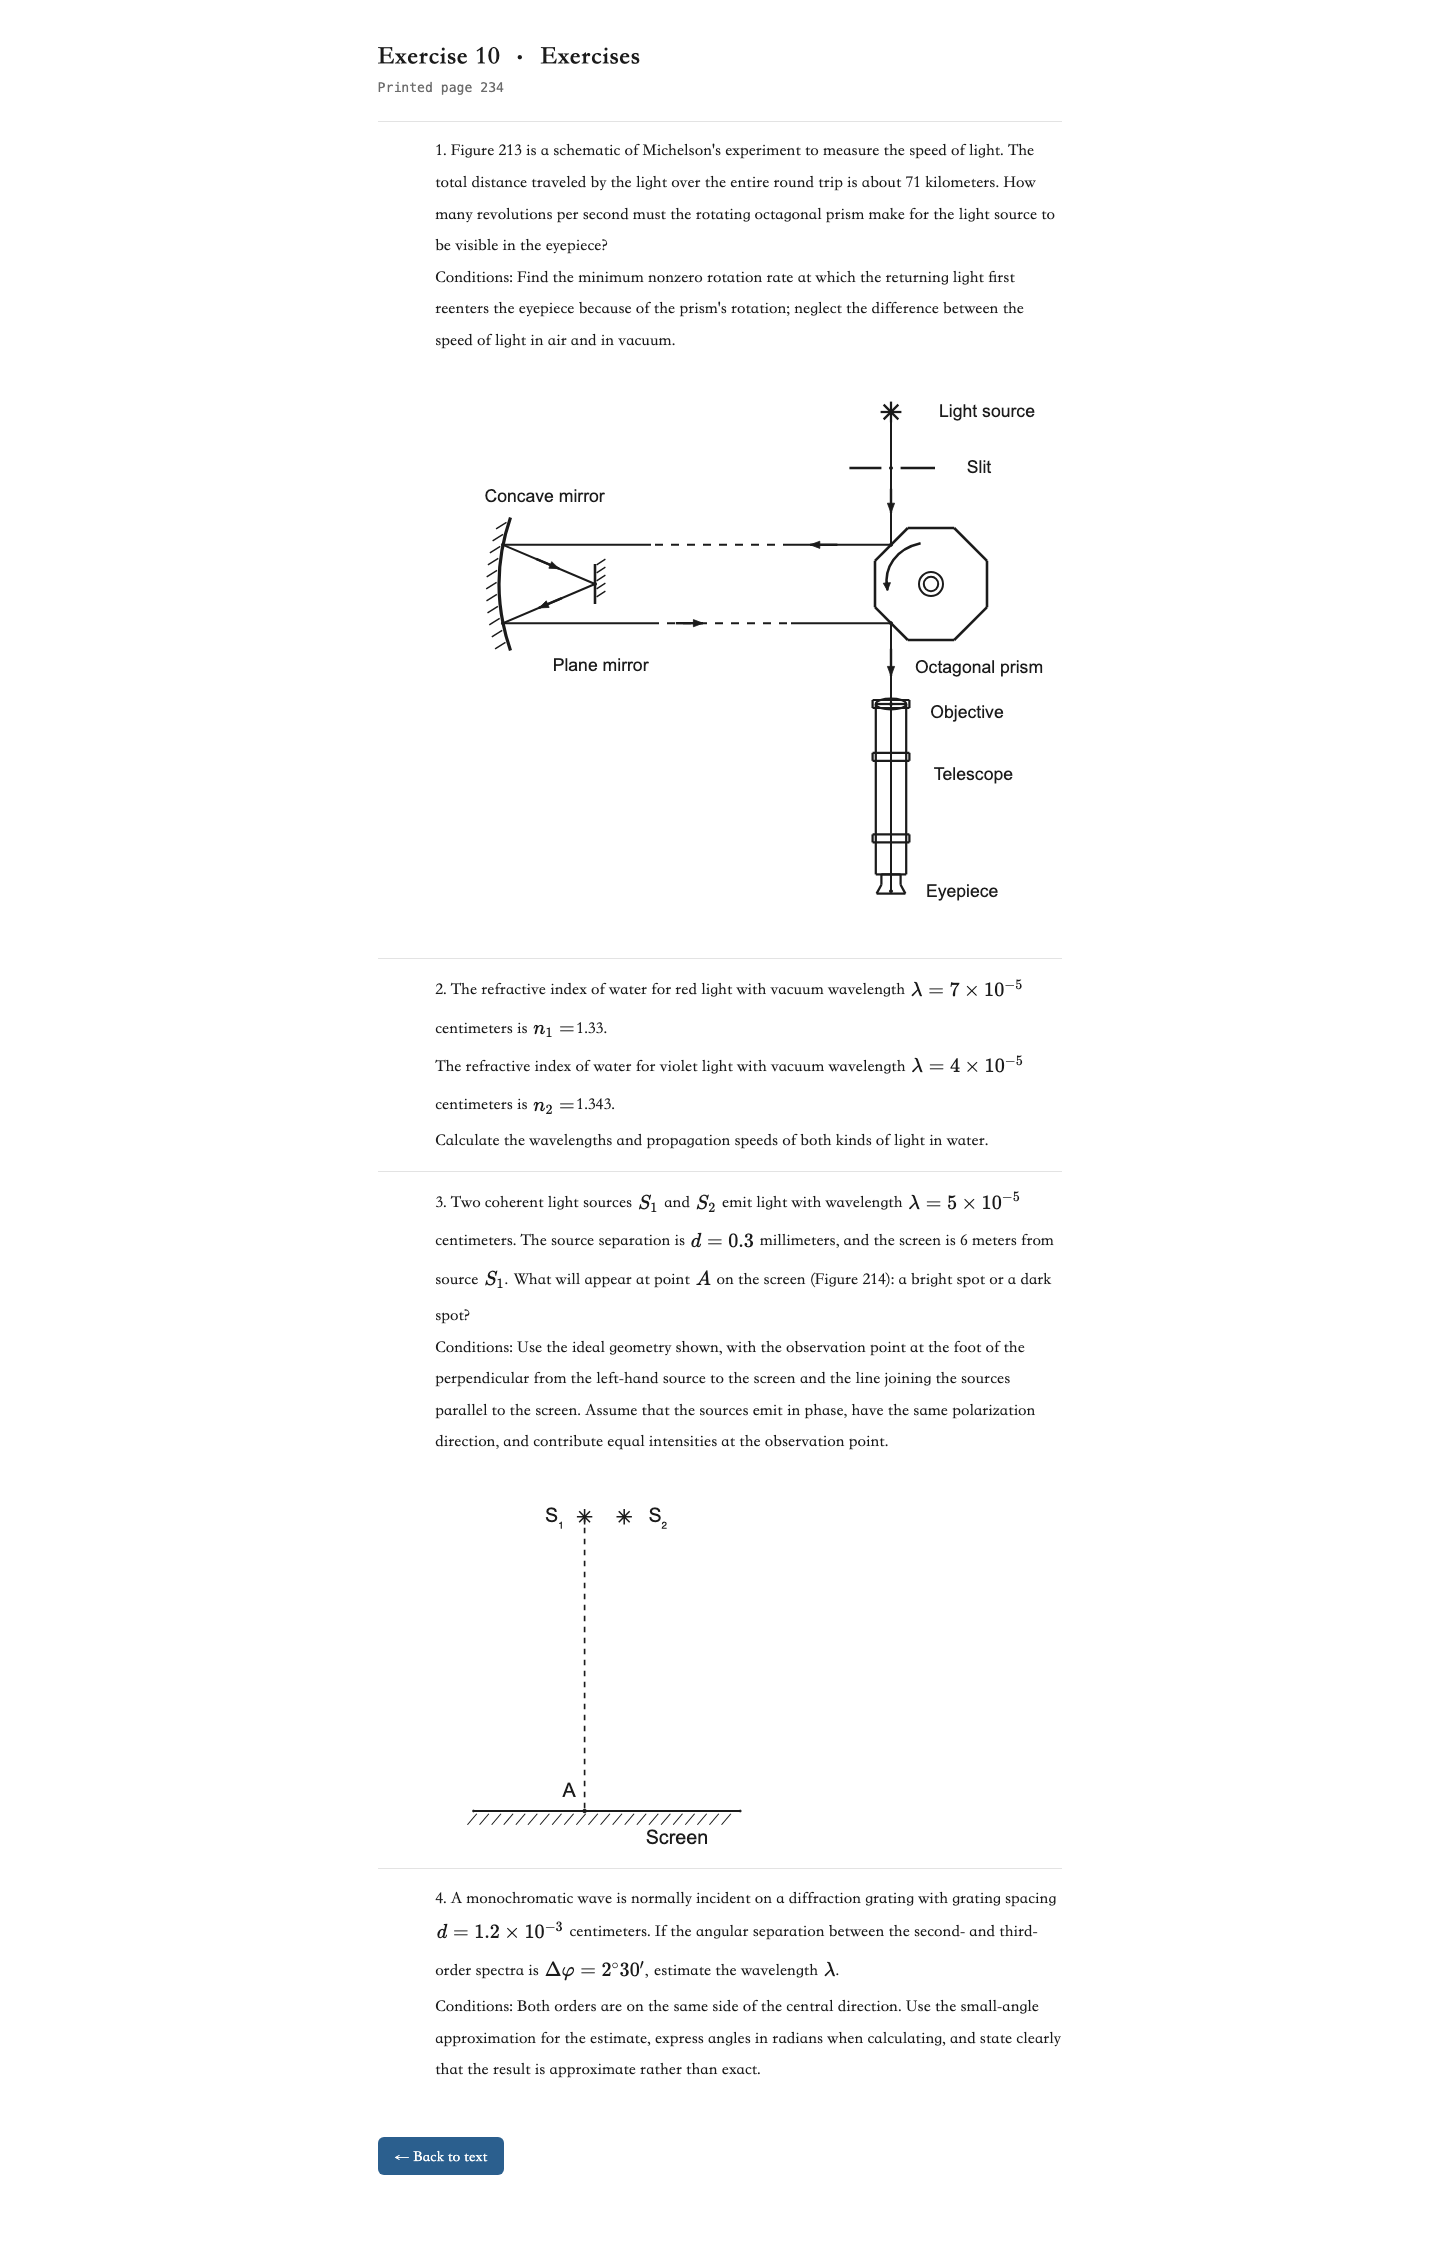 Exercise 10 · Exercises
Printed page 234
1. Figure 213 is a schematic of Michelson's experiment to measure the speed of light. The
total distance traveled by the light over the entire round trip is about 71 kilometers. How
many revolutions per second must the rotating octagonal prism make for the light source to
be visible in the eyepiece?
Conditions: Find the minimum nonzero rotation rate at which the returning light first
reenters the eyepiece because of the prism's rotation; neglect the difference between the
speed of light in air and in vacuum.
Light source
Slit
Concave mirror
Plane mirror
Octagonal prism
Objective
Telescope
Eyepiece
2. The refractive index of water for red light with vacuum wavelength λ = 7 × 10⁻⁵
centimeters is n₁ =1.33.
The refractive index of water for violet light with vacuum wavelength λ = 4 × 10⁻⁵
centimeters is n₂ =1.343.
Calculate the wavelengths and propagation speeds of both kinds of light in water.
3. Two coherent light sources S₁ and S₂ emit light with wavelength λ = 5 × 10⁻⁵
centimeters. The source separation is d = 0.3 millimeters, and the screen is 6 meters from
source S₁. What will appear at point A on the screen (Figure 214): a bright spot or a dark
spot?
Conditions: Use the ideal geometry shown, with the observation point at the foot of the
perpendicular from the left-hand source to the screen and the line joining the sources
parallel to the screen. Assume that the sources emit in phase, have the same polarization
direction, and contribute equal intensities at the observation point.
S₁ S₂
A
Screen
4. A monochromatic wave is normally incident on a diffraction grating with grating spacing
d = 1.2 × 10⁻³ centimeters. If the angular separation between the second- and third-
order spectra is Δφ = 2°30′, estimate the wavelength λ.
Conditions: Both orders are on the same side of the central direction. Use the small-angle
approximation for the estimate, express angles in radians when calculating, and state clearly
that the result is approximate rather than exact.
← Back to text